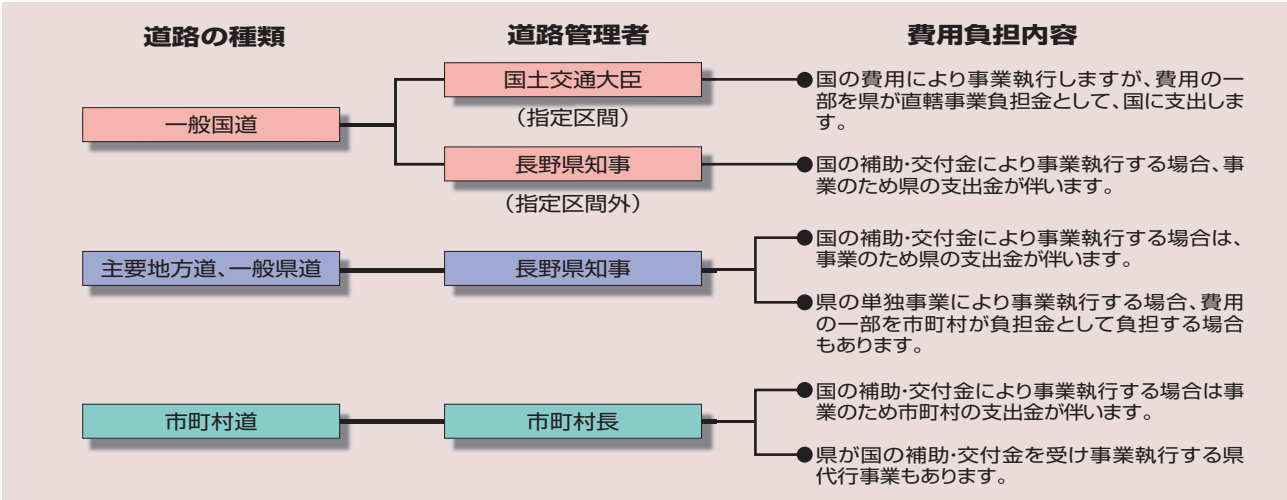 道路の種類
道路管理者
費用負担内容
一般国道
国土交通大臣
（指定区間）
●国の費用により事業執行しますが、費用の一
部を県が直轄事業負担金として、国に支出しま
す。
長野県知事
（指定区間外）
●国の補助・交付金により事業執行する場合、事
業のため県の支出金が伴います。
主要地方道、一般県道
長野県知事
●国の補助・交付金により事業執行する場合は、
事業のため県の支出金が伴います。
●県の単独事業により事業執行する場合、費用
の一部を市町村が負担金として負担する場合
もあります。
市町村道
市町村長
●国の補助・交付金により事業執行する場合は事
業のため市町村の支出金が伴います。
●県が国の補助・交付金を受け事業執行する県
代行事業もあります。